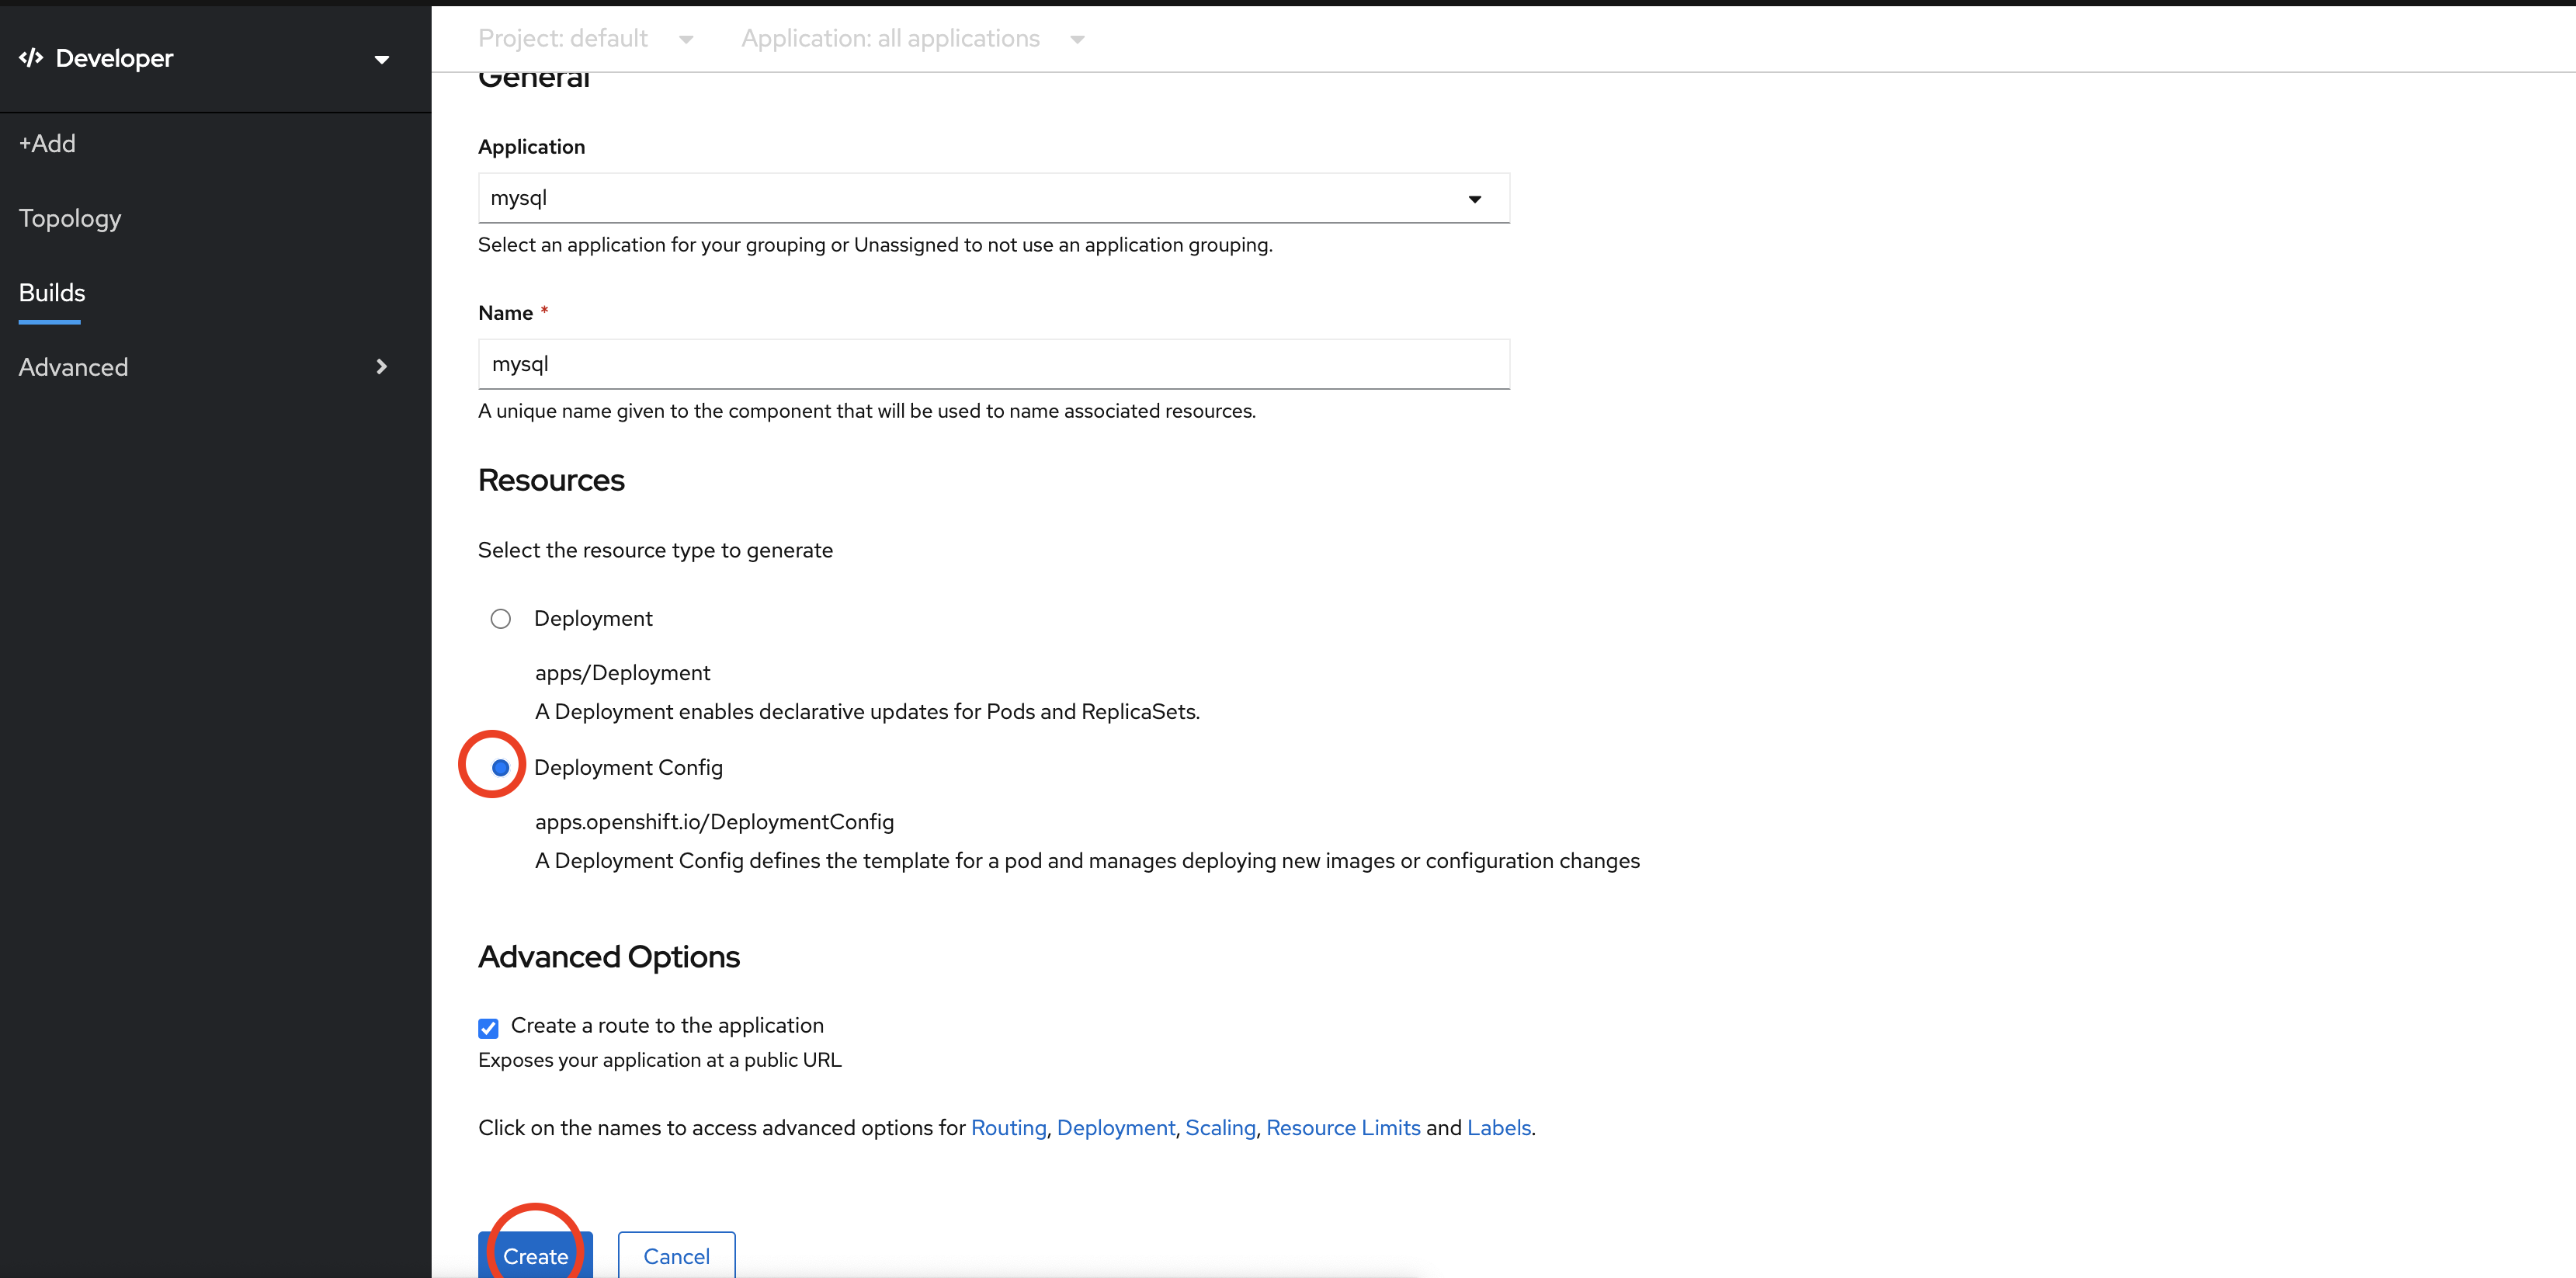 Developer
Project: default
Application: all applications
+Add
Topology
Builds
Advanced
General
Application
mysql
Select an application for your grouping or Unassigned to not use an application grouping.
Name *
mysql
A unique name given to the component that will be used to name associated resources.
Resources
Select the resource type to generate
Deployment
apps/Deployment
A Deployment enables declarative updates for Pods and ReplicaSets.
Deployment Config
apps.openshift.io/DeploymentConfig
A Deployment Config defines the template for a pod and manages deploying new images or configuration changes
Advanced Options
Create a route to the application
Exposes your application at a public URL
Click on the names to access advanced options for Routing, Deployment, Scaling, Resource Limits and Labels.
Create
Cancel